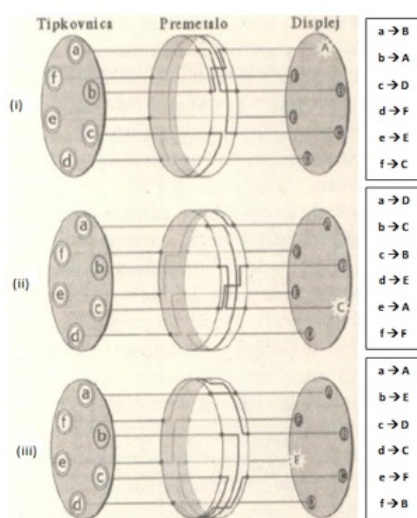 Tipkovnica Premetalo Displej
(i)
a
f
b
e
c
d
A
a → B
b → A
c → D
d → F
e → E
f → C
(ii)
a
f
b
e
c
d
C
a → D
b → C
c → B
d → E
e → A
f → F
(iii)
a
f
b
e
c
d
E
a → A
b → E
c → D
d → C
e → F
f → B